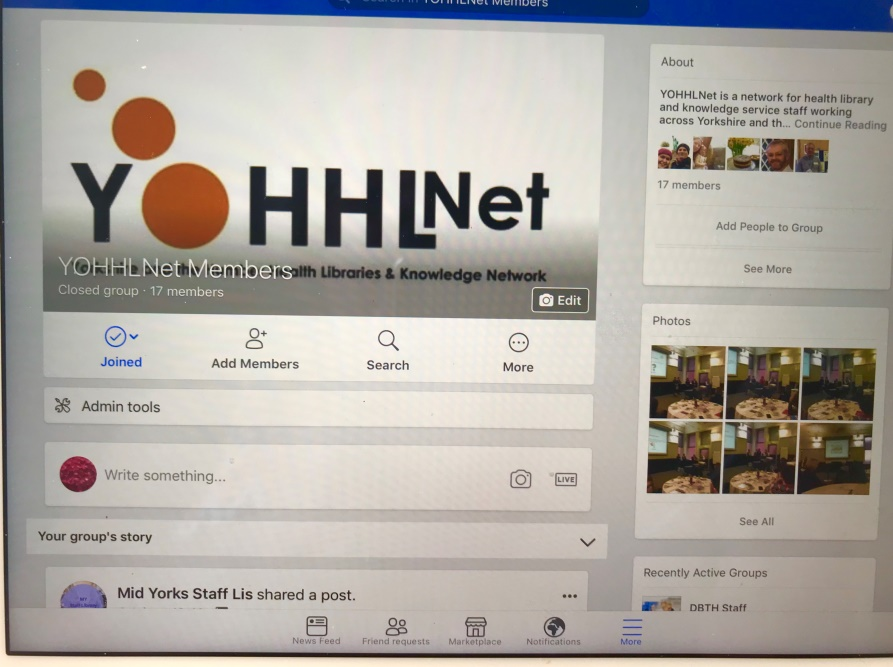 YOHHLNet Members
YOHHLNet
alth Libraries & Knowledge Network
YOHHLNet Members
Closed group · 17 members
Edit
Joined
Add Members
Search
More
Admin tools
Write something...
LIVE
Your group's story
Mid Yorks Staff Lis shared a post.
About
YOHHLNet is a network for health library
and knowledge service staff working
across Yorkshire and th... Continue Reading
17 members
Add People to Group
See More
Photos
See All
Recently Active Groups
DBTH Staff
News Feed
Friend requests
Marketplace
Notifications
More